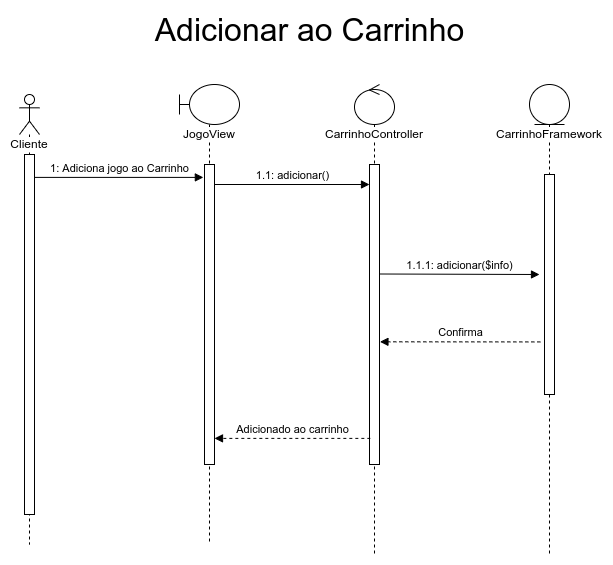 Adicionar ao Carrinho
Cliente
JogoView
CarrinhoController
CarrinhoFramework
1: Adiciona jogo ao Carrinho
1.1: adicionar()
1.1.1: adicionar($info)
Confirma
Adicionado ao carrinho